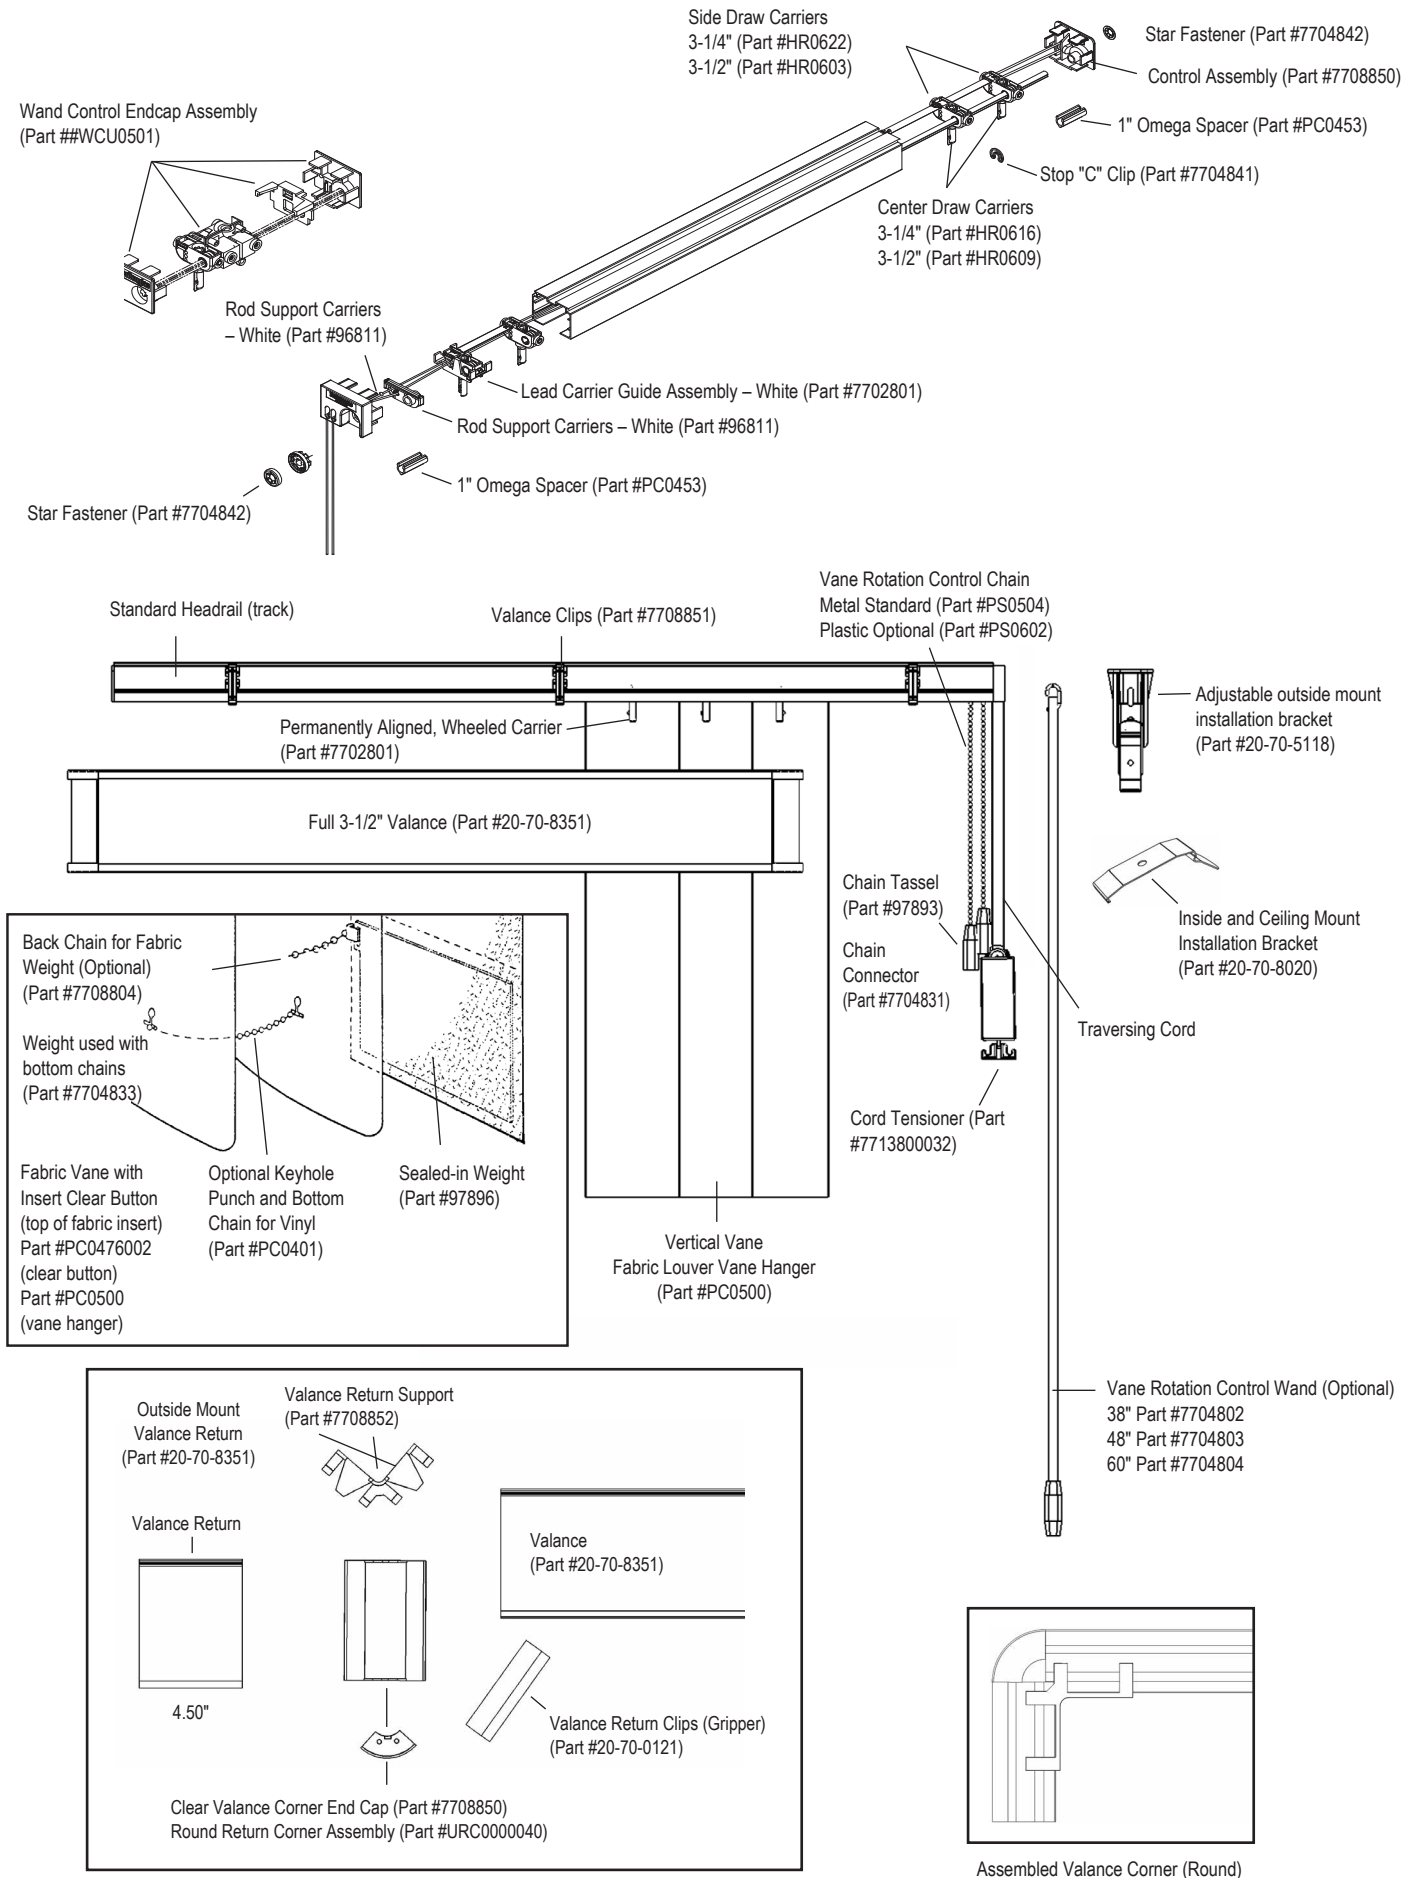 Side Draw Carriers
3-1/4" (Part #HR0622)
3-1/2" (Part #HR0603)
Star Fastener (Part #7704842)
Control Assembly (Part #7708850)
Wand Control Endcap Assembly
(Part ##WCU0501)
1" Omega Spacer (Part #PC0453)
Stop "C" Clip (Part #7704841)
Center Draw Carriers
3-1/4" (Part #HR0616)
3-1/2" (Part #HR0609)
Rod Support Carriers
– White (Part #96811)
Lead Carrier Guide Assembly – White (Part #7702801)
Rod Support Carriers – White (Part #96811)
1" Omega Spacer (Part #PC0453)
Star Fastener (Part #7704842)
Vane Rotation Control Chain
Metal Standard (Part #PS0504)
Plastic Optional (Part #PS0602)
Standard Headrail (track)
Valance Clips (Part #7708851)
Adjustable outside mount
installation bracket
(Part #20-70-5118)
Permanently Aligned, Wheeled Carrier
(Part #7702801)
Full 3-1/2" Valance (Part #20-70-8351)
Chain Tassel
(Part #97893)
Chain
Connector
(Part #7704831)
Inside and Ceiling Mount
Installation Bracket
(Part #20-70-8020)
Traversing Cord
Cord Tensioner (Part
#7713800032)
Back Chain for Fabric
Weight (Optional)
(Part #7708804)
Weight used with
bottom chains
(Part #7704833)
Fabric Vane with
Insert Clear Button
(top of fabric insert)
Part #PC0476002
(clear button)
Part #PC0500
(vane hanger)
Optional Keyhole
Punch and Bottom
Chain for Vinyl
(Part #PC0401)
Sealed-in Weight
(Part #97896)
Vertical Vane
Fabric Louver Vane Hanger
(Part #PC0500)
Vane Rotation Control Wand (Optional)
38" Part #7704802
48" Part #7704803
60" Part #7704804
Outside Mount
Valance Return
(Part #20-70-8351)
Valance Return Support
(Part #7708852)
Valance Return
4.50"
Valance
(Part #20-70-8351)
Valance Return Clips (Gripper)
(Part #20-70-0121)
Clear Valance Corner End Cap (Part #7708850)
Round Return Corner Assembly (Part #URC0000040)
Assembled Valance Corner (Round)